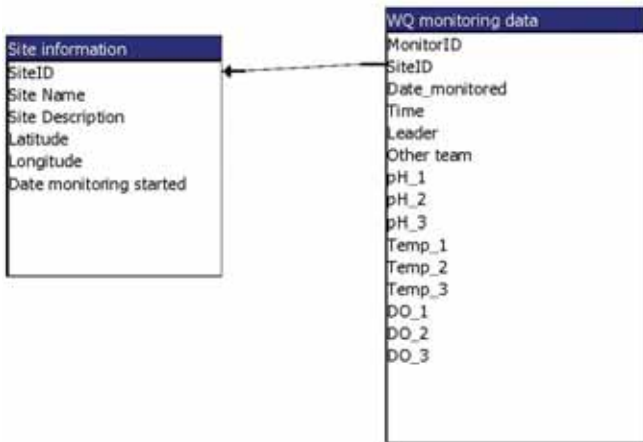 Site information
SiteID
Site Name
Site Description
Latitude
Longitude
Date monitoring started
WQ monitoring data
MonitorID
SiteID
Date_monitored
Time
Leader
Other team
pH_1
pH_2
pH_3
Temp_1
Temp_2
Temp_3
DO_1
DO_2
DO_3